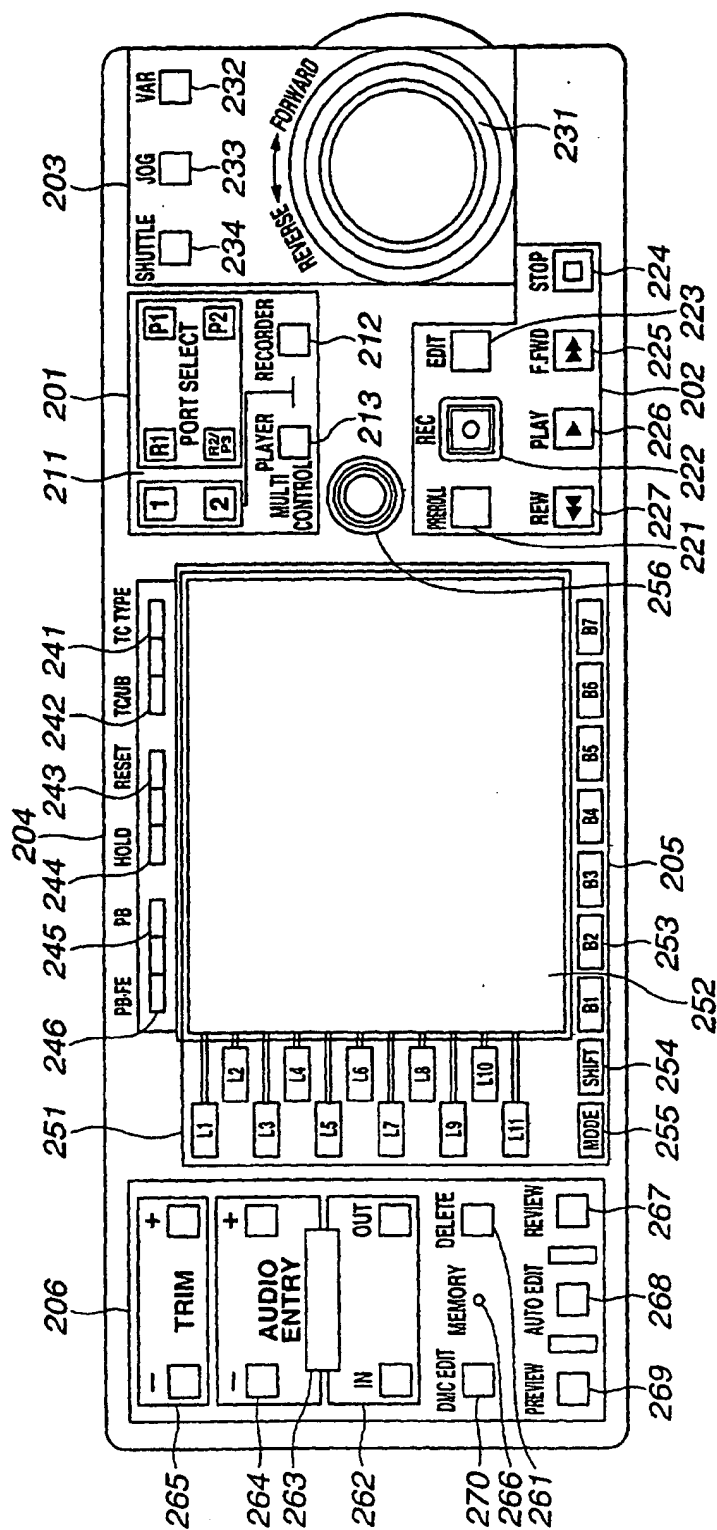 206
265
264
263
262
270
266
261
269
268
267
− TRIM +
− AUDIO ENTRY +
IN OUT
DMC EDIT MEMORY DELETE
PREVIEW AUTO EDIT REVIEW
204
246
245
244
243
242
241
PB·FE PB HOLD RESET TC/UB TC TYPE
251
L1
L2
L3
L4
L5
L6
L7
L8
L9
L10
L11
MODE SHIFT B1 B2 B3 B4 B5 B6 B7
255
254
252
253
205
211
201
1
2
R1 P1
PORT SELECT
R2/P3 P2
MULTI CONTROL
PLAYER RECORDER
213
212
256
PREROLL REC EDIT
REW PLAY F.FWD STOP
221
227
222
226
202
225
223
224
203
SHUTTLE JOG VAR
234
233
232
REVERSE FORWARD
231